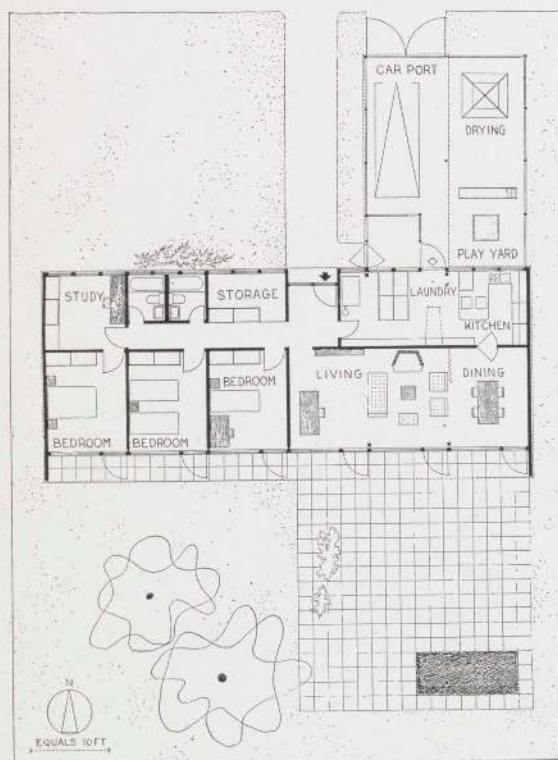 CAR PORT
DRYING
PLAY YARD
STUDY
STORAGE
LAUNDRY
KITCHEN
BEDROOM
LIVING
DINING
BEDROOM
BEDROOM
N
EQUALS 10FT